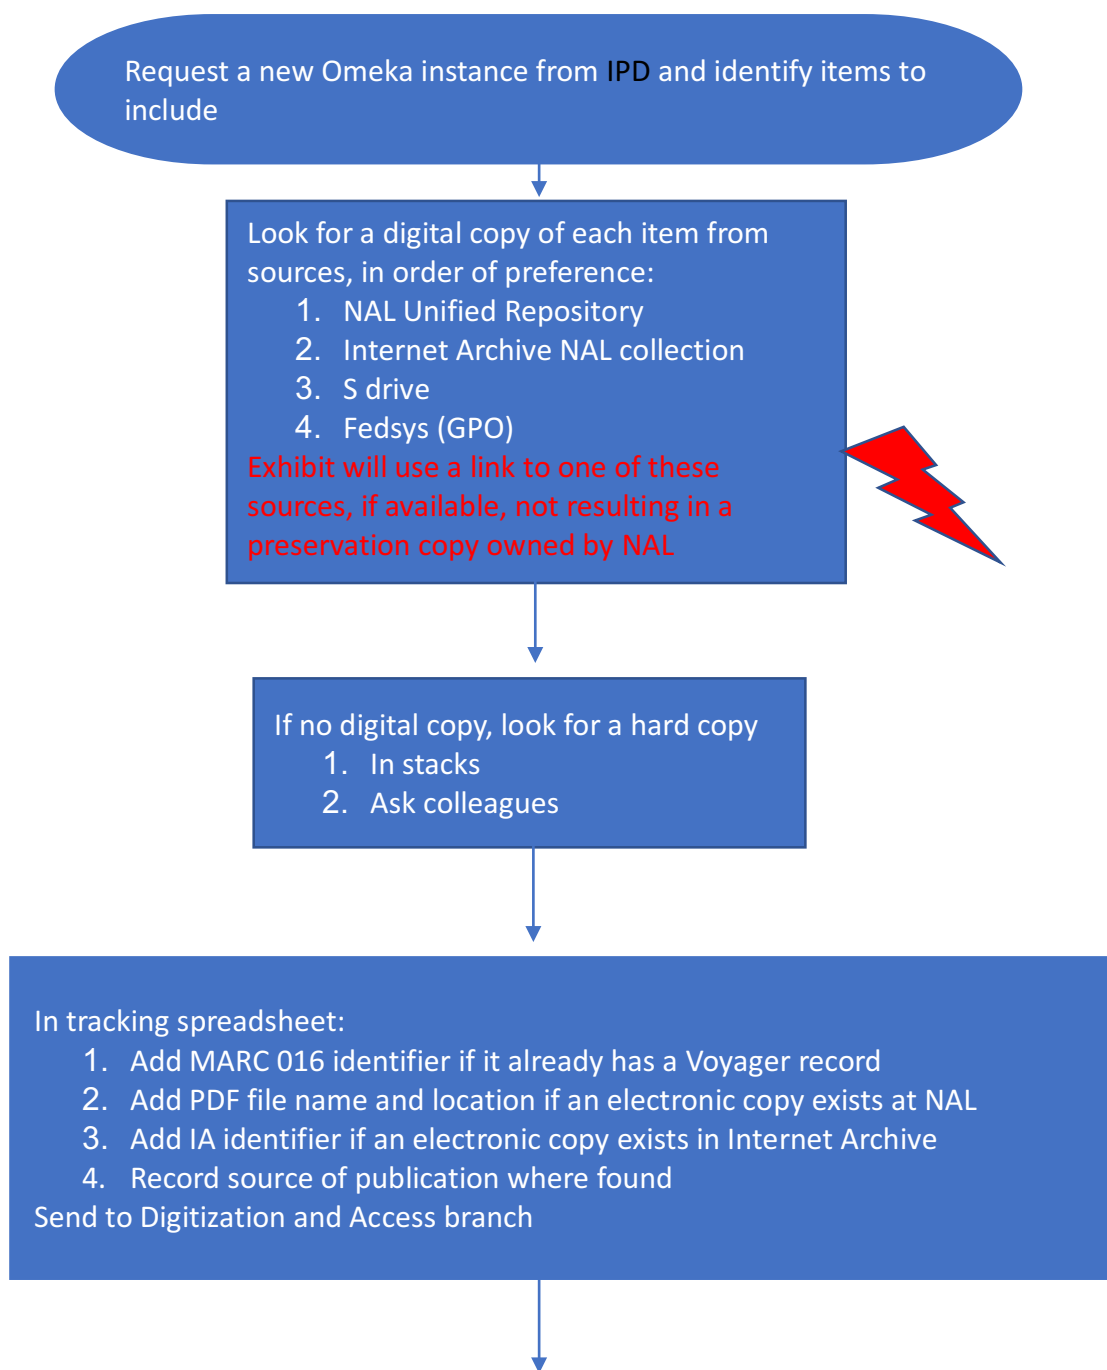 Request a new Omeka instance from IPD and identify items to
include
Look for a digital copy of each item from
sources, in order of preference:
1. NAL Unified Repository
2. Internet Archive NAL collection
3. S drive
4. Fedsys (GPO)
Exhibit will use a link to one of these
sources, if available, not resulting in a
preservation copy owned by NAL
If no digital copy, look for a hard copy
1. In stacks
2. Ask colleagues
In tracking spreadsheet:
1. Add MARC 016 identifier if it already has a Voyager record
2. Add PDF file name and location if an electronic copy exists at NAL
3. Add IA identifier if an electronic copy exists in Internet Archive
4. Record source of publication where found
Send to Digitization and Access branch